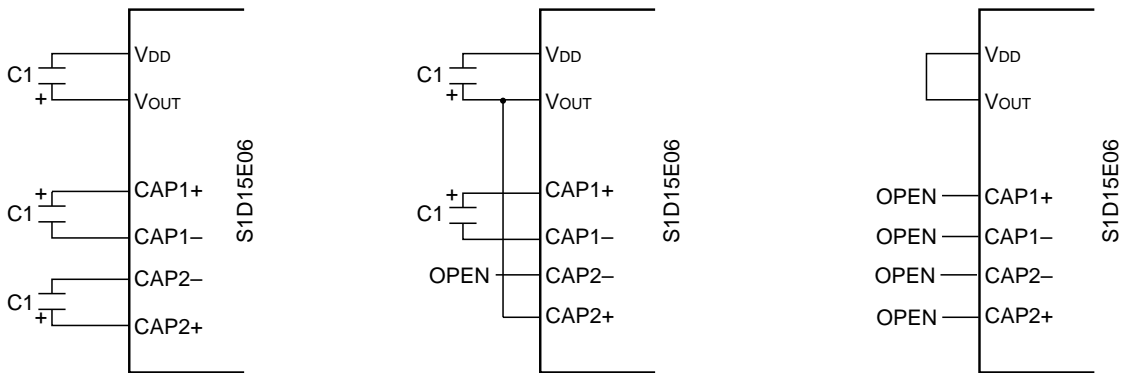 VDD
C1
+
VOUT
+
CAP1+
C1
CAP1–
CAP2–
C1
+
CAP2+
S1D15E06
VDD
C1
+
VOUT
+
CAP1+
C1
CAP1–
OPEN
CAP2–
CAP2+
S1D15E06
VDD
VOUT
OPEN
CAP1+
OPEN
CAP1–
OPEN
CAP2–
OPEN
CAP2+
S1D15E06